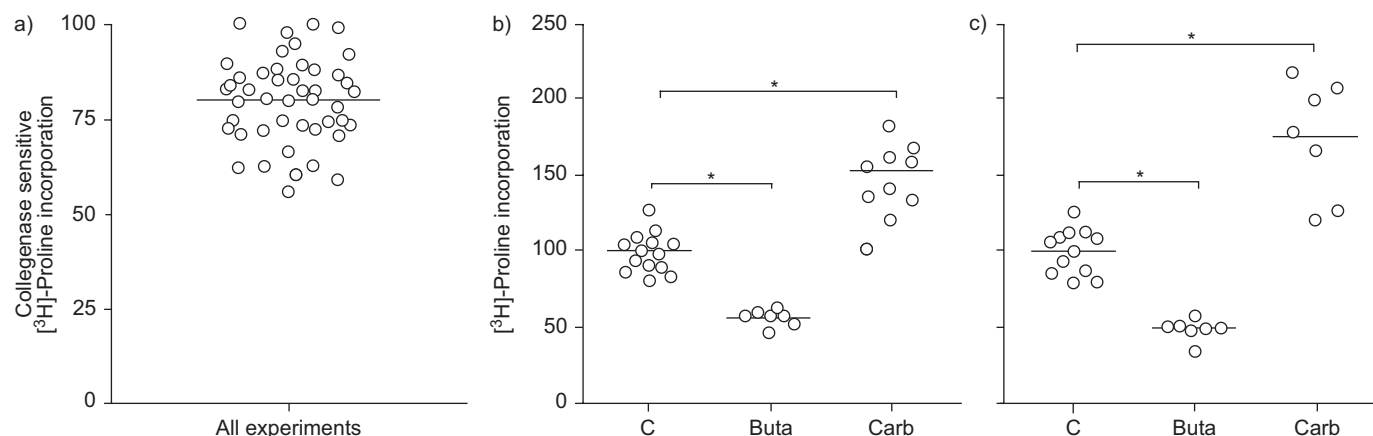 a)
100
75
50
25
0
Collegenase sensitive
[³H]-Proline incorporation
All experiments
b)
250
200
150
100
50
0
[³H]-Proline incorporation
*
*
C Buta Carb
c)
*
*
C Buta Carb